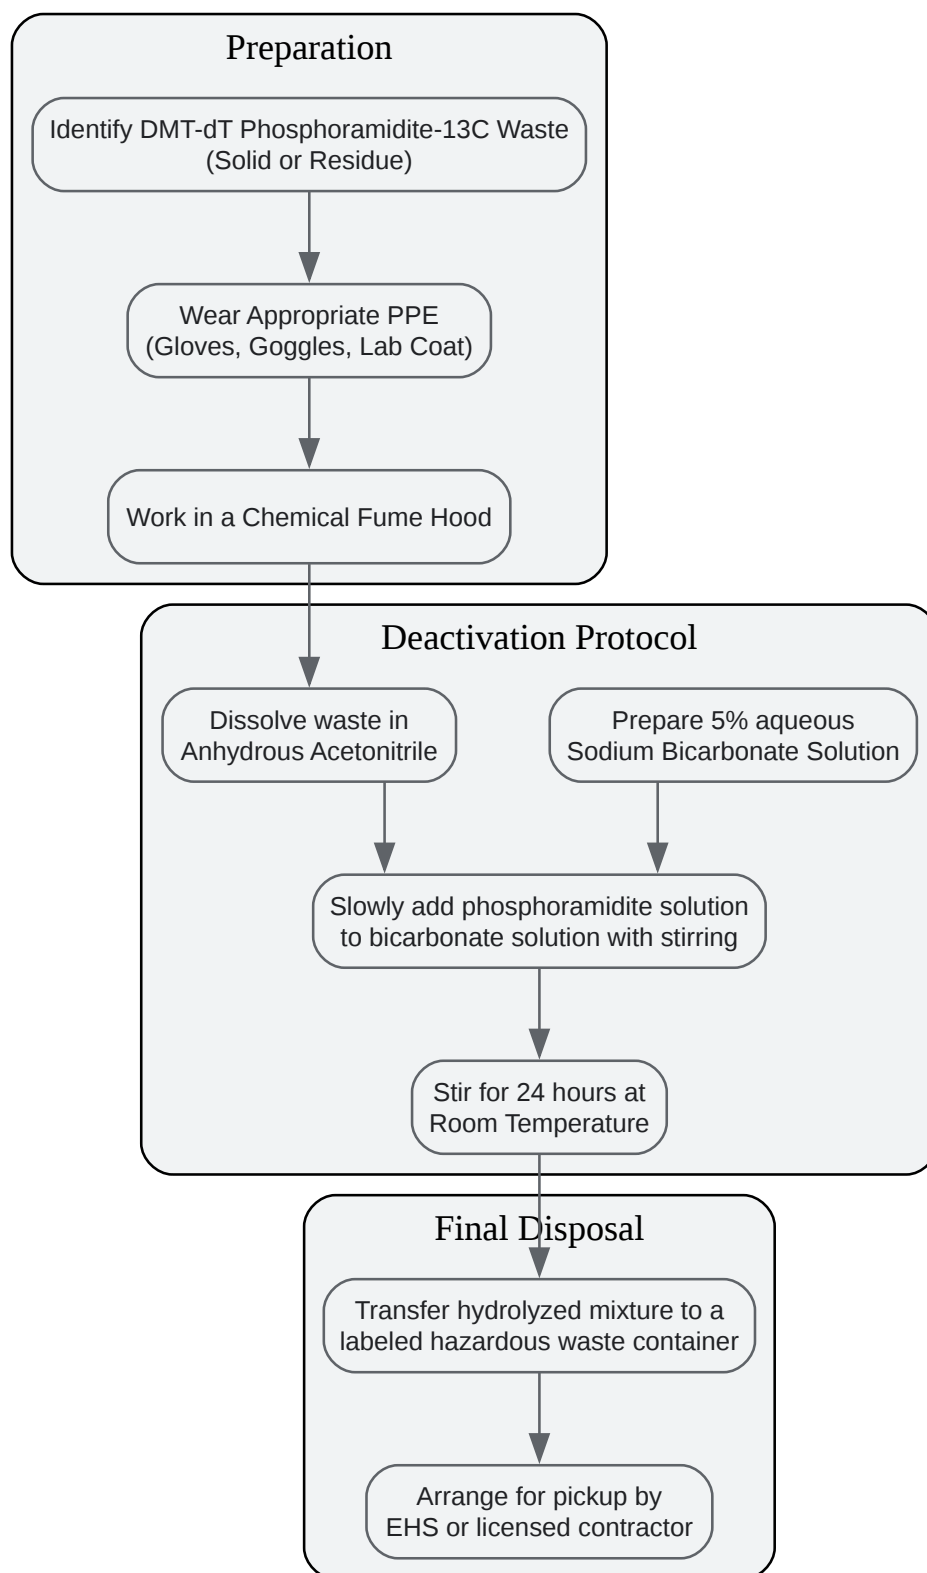 Preparation
Identify DMT-dT Phosphoramidite-13C Waste
(Solid or Residue)
Wear Appropriate PPE
(Gloves, Goggles, Lab Coat)
Work in a Chemical Fume Hood
Deactivation Protocol
Dissolve waste in
Anhydrous Acetonitrile
Prepare 5% aqueous
Sodium Bicarbonate Solution
Slowly add phosphoramidite solution
to bicarbonate solution with stirring
Stir for 24 hours at
Room Temperature
Final Disposal
Transfer hydrolyzed mixture to a
labeled hazardous waste container
Arrange for pickup by
EHS or licensed contractor